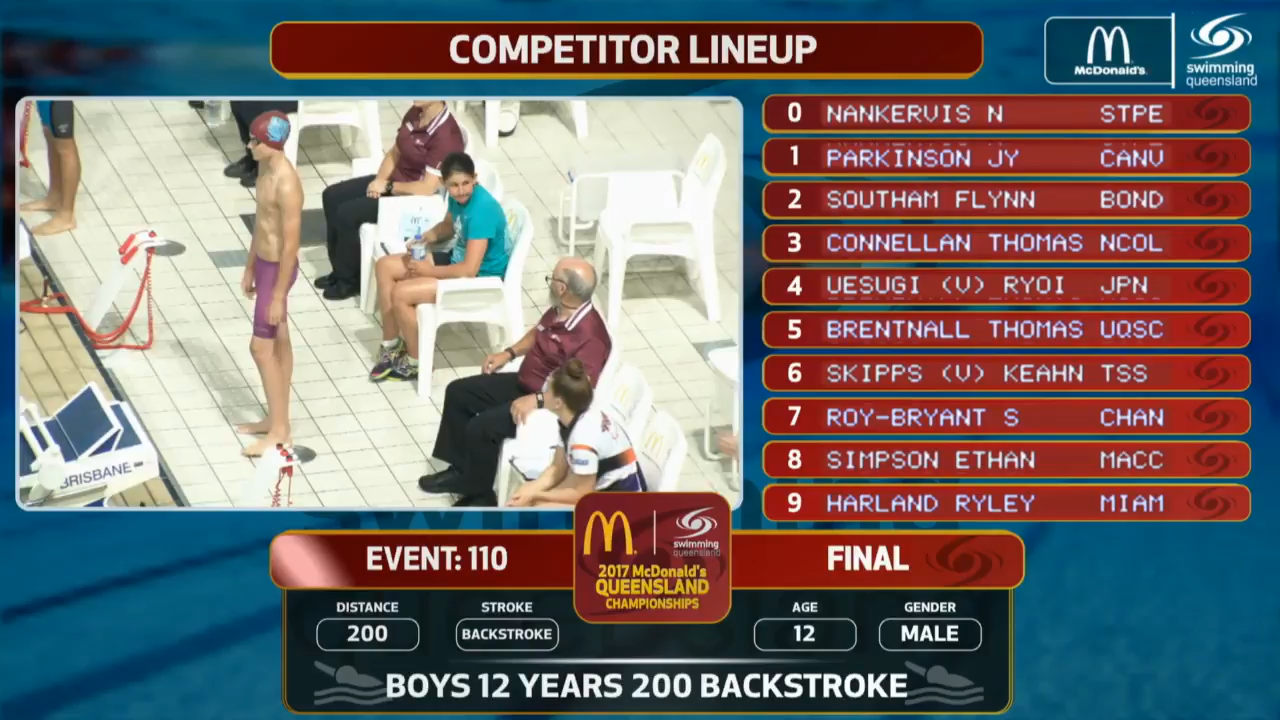 COMPETITOR LINEUP
McDonald's
swimming
queensland
0 NANKERVIS N STPE
1 PARKINSON JY CANV
2 SOUTHAM FLYNN BOND
3 CONNELLAN THOMAS NCOL
4 UESUGI (V) RYOI JPN
5 BRENTNALL THOMAS UQSC
6 SKIPPS (V) KEAHN TSS
7 ROY-BRYANT S CHAN
8 SIMPSON ETHAN MACC
9 HARLAND RYLEY MIAM
BRISBANE
EVENT: 110
swimming
queensland
2017 McDonald's
QUEENSLAND
CHAMPIONSHIPS
FINAL
DISTANCE STROKE AGE GENDER
200 BACKSTROKE 12 MALE
BOYS 12 YEARS 200 BACKSTROKE